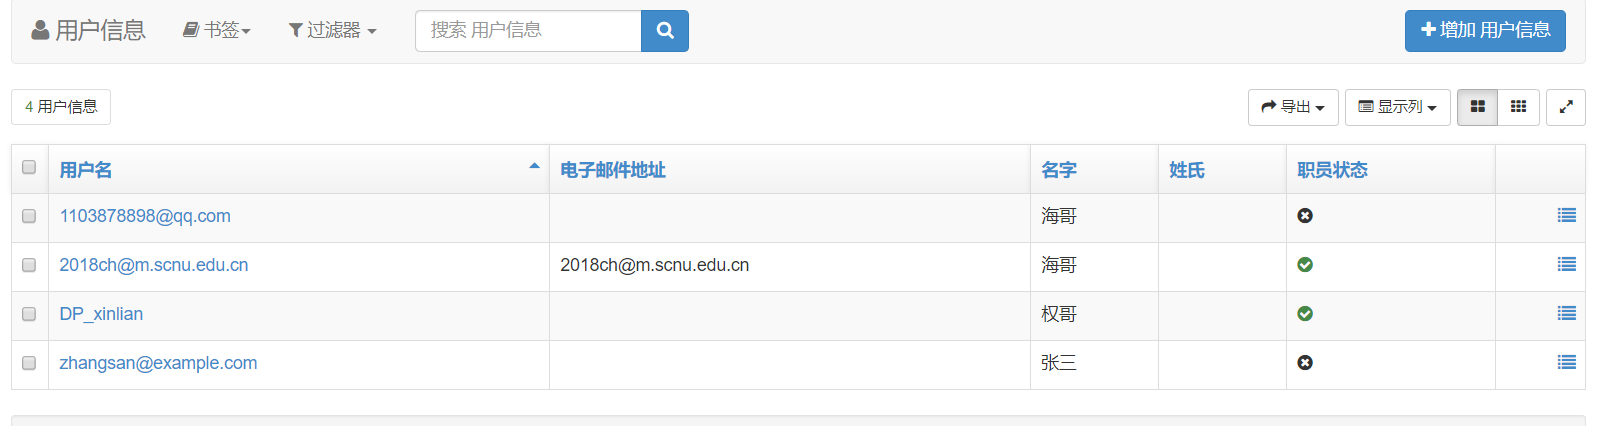 用户信息 书签 过滤器 搜索 用户信息 增加 用户信息
4 用户信息 导出 显示列
用户名 电子邮件地址 名字 姓氏 职员状态
1103878898@qq.com 海哥
2018ch@m.scnu.edu.cn 2018ch@m.scnu.edu.cn 海哥
DP_xinlian 权哥
zhangsan@example.com 张三